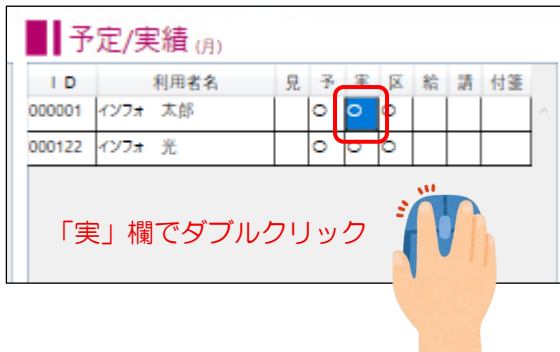 予定/実績 (月)
ＩＤ 利用者名 見 予 実 区 給 請 付箋
000001 インフォ 太郎 ○ ○ ○
000122 インフォ 光 ○ ○ ○
「実」欄でダブルクリック